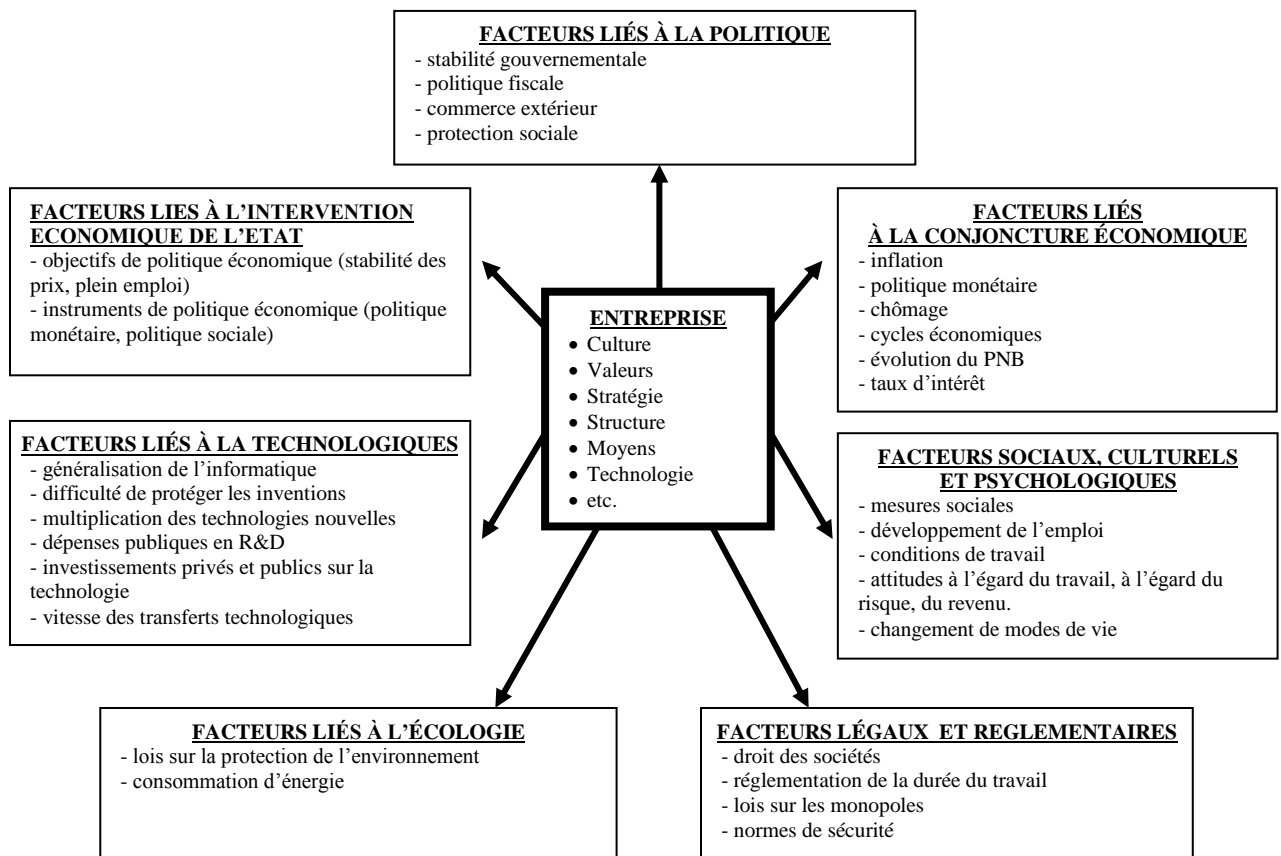 FACTEURS LIÉS À LA POLITIQUE
- stabilité gouvernementale
- politique fiscale
- commerce extérieur
- protection sociale
FACTEURS LIES À L’INTERVENTION
ECONOMIQUE DE L’ETAT
- objectifs de politique économique (stabilité des
prix, plein emploi)
- instruments de politique économique (politique
monétaire, politique sociale)
FACTEURS LIÉS
À LA CONJONCTURE ÉCONOMIQUE
- inflation
- politique monétaire
- chômage
- cycles économiques
- évolution du PNB
- taux d’intérêt
ENTREPRISE
• Culture
• Valeurs
• Stratégie
• Structure
• Moyens
• Technologie
• etc.
FACTEURS LIÉS À LA TECHNOLOGIQUES
- généralisation de l’informatique
- difficulté de protéger les inventions
- multiplication des technologies nouvelles
- dépenses publiques en R&D
- investissements privés et publics sur la
technologie
- vitesse des transferts technologiques
FACTEURS SOCIAUX, CULTURELS
ET PSYCHOLOGIQUES
- mesures sociales
- développement de l’emploi
- conditions de travail
- attitudes à l’égard du travail, à l’égard du
risque, du revenu.
- changement de modes de vie
FACTEURS LIÉS À L’ÉCOLOGIE
- lois sur la protection de l’environnement
- consommation d’énergie
FACTEURS LÉGAUX ET REGLEMENTAIRES
- droit des sociétés
- réglementation de la durée du travail
- lois sur les monopoles
- normes de sécurité